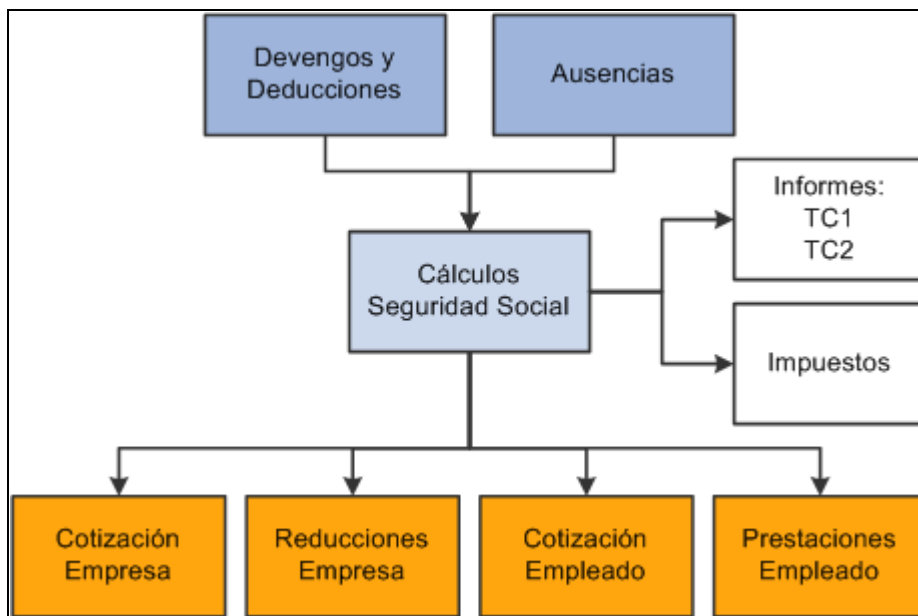 Devengos y
Deducciones
Ausencias
Informes:
TC1
TC2
Cálculos
Seguridad Social
Impuestos
Cotización
Empresa
Reducciones
Empresa
Cotización
Empleado
Prestaciones
Empleado